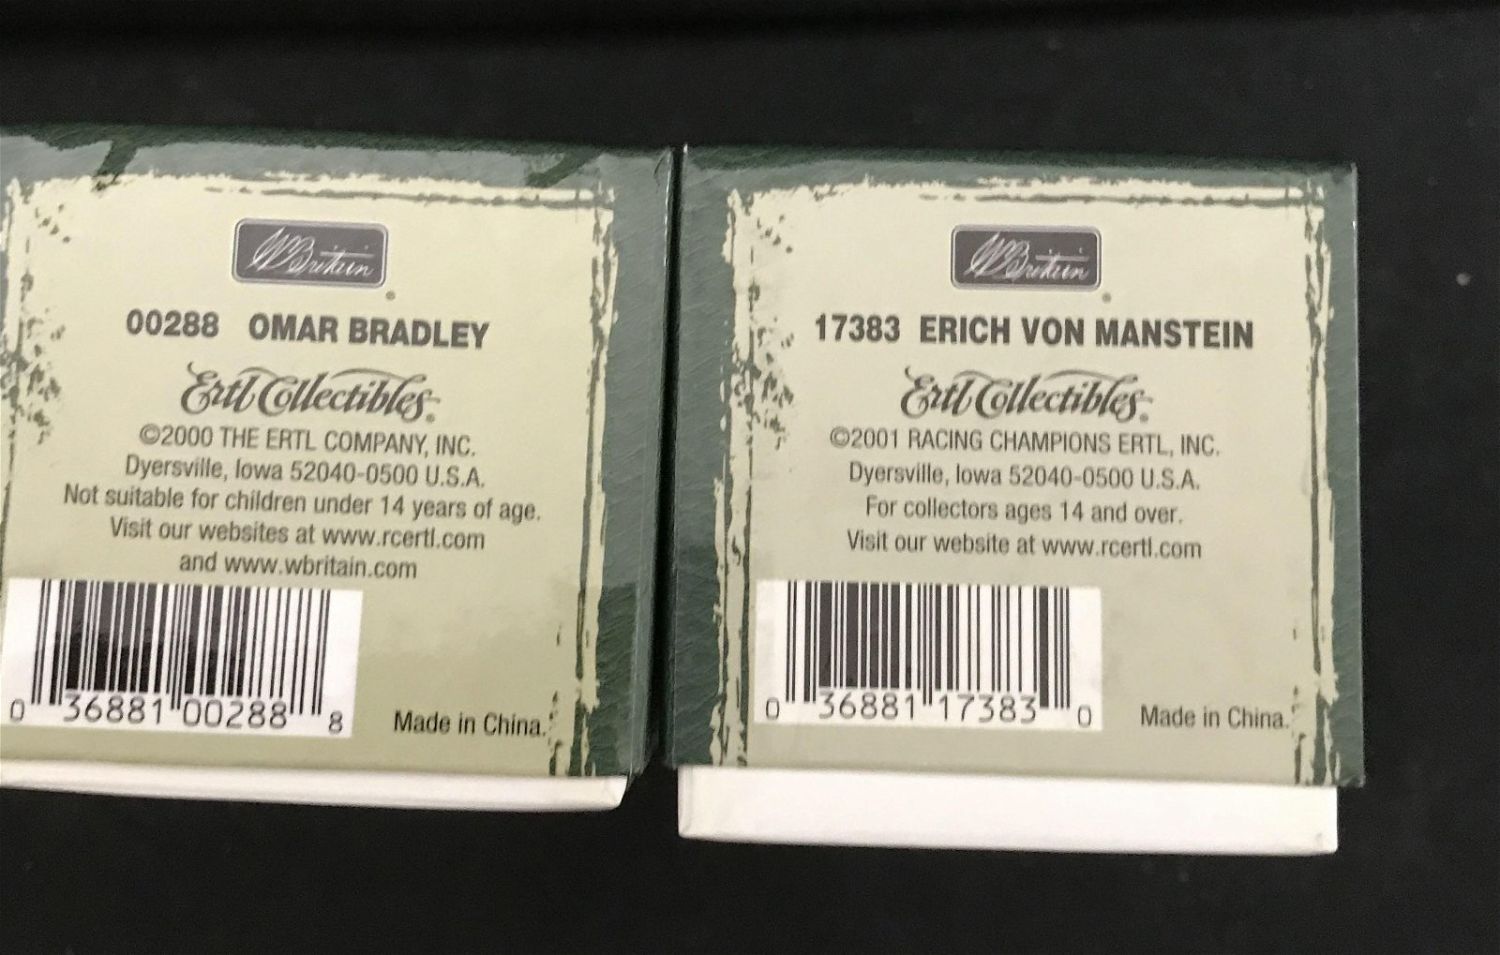 WBritain
00288 OMAR BRADLEY
Ertl Collectibles®
©2000 THE ERTL COMPANY, INC.
Dyersville, Iowa 52040-0500 U.S.A.
Not suitable for children under 14 years of age.
Visit our websites at www.rcertl.com
and www.wbritain.com
0 36881 00288 8
Made in China.
WBritain
17383 ERICH VON MANSTEIN
Ertl Collectibles®
©2001 RACING CHAMPIONS ERTL, INC.
Dyersville, Iowa 52040-0500 U.S.A.
For collectors ages 14 and over.
Visit our website at www.rcertl.com
0 36881 17383 0
Made in China.